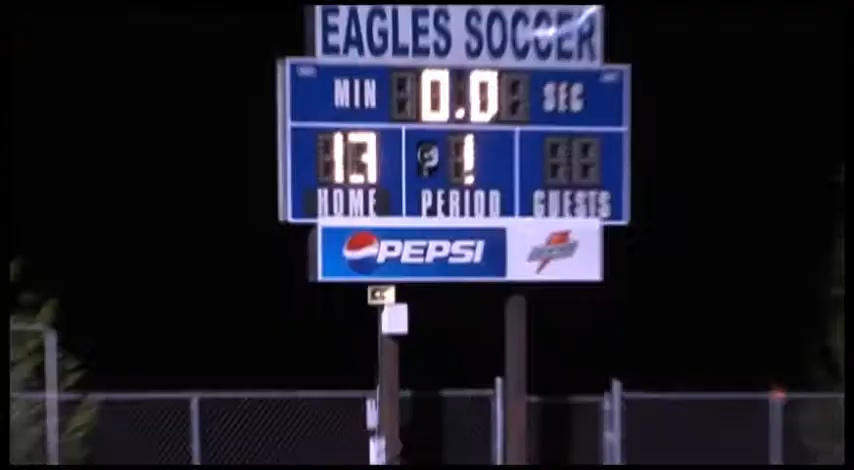 EAGLES SOCCER
MIN 0.0 SEC
13 1
HOME PERIOD GUESTS
PEPSI